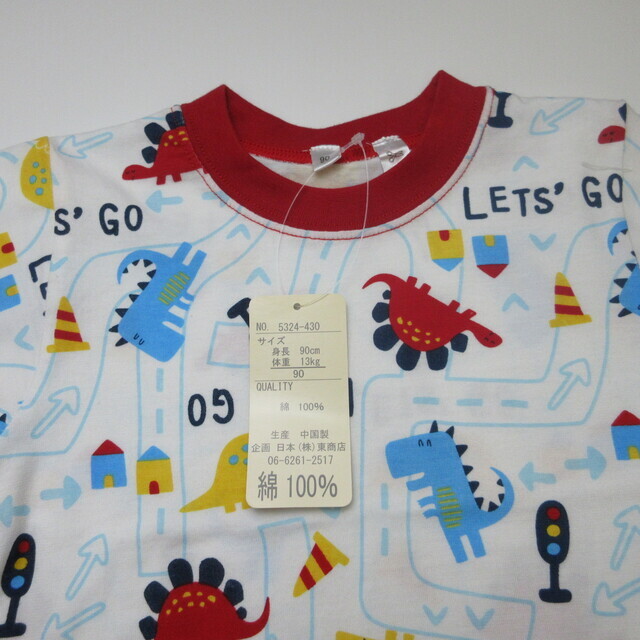 90
LETS' GO
S' GO
LE
GO
NO. 5324-430
サイズ
身長 90cm
体重 13kg
90
QUALITY
綿 100%
生産 中国製
企画 日本(株)東商店
06-6261-2517
綿 100%